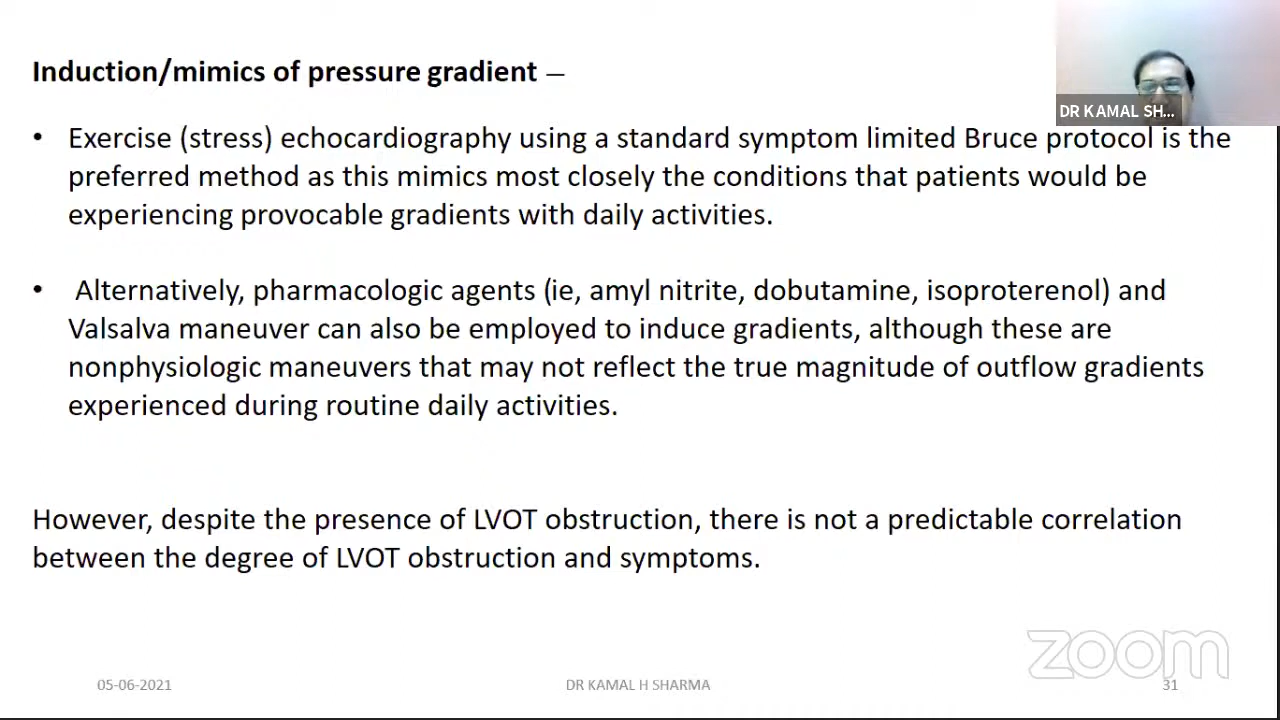 Induction/mimics of pressure gradient –
DR KAMAL SH...
• Exercise (stress) echocardiography using a standard symptom limited Bruce protocol is the
preferred method as this mimics most closely the conditions that patients would be
experiencing provocable gradients with daily activities.
• Alternatively, pharmacologic agents (ie, amyl nitrite, dobutamine, isoproterenol) and
Valsalva maneuver can also be employed to induce gradients, although these are
nonphysiologic maneuvers that may not reflect the true magnitude of outflow gradients
experienced during routine daily activities.
However, despite the presence of LVOT obstruction, there is not a predictable correlation
between the degree of LVOT obstruction and symptoms.
zoom
05-06-2021
DR KAMAL H SHARMA
31